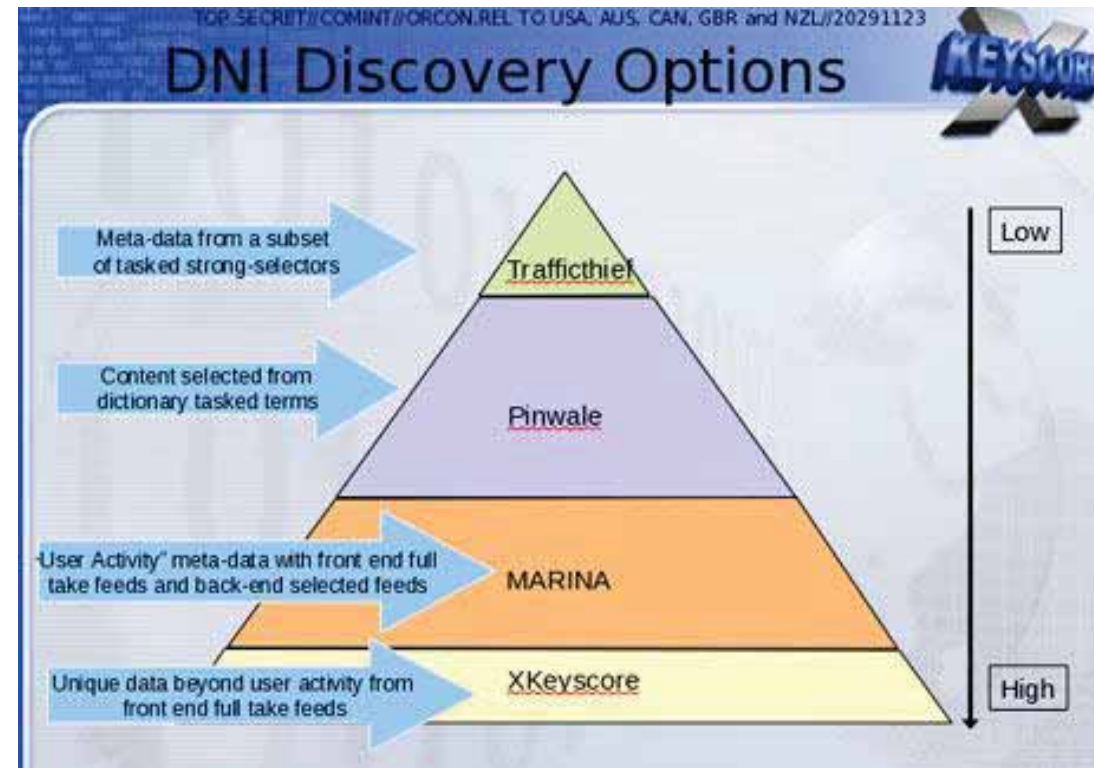 TOP SECRET//COMINT//ORCON.REL TO USA, AUS, CAN, GBR and NZL//20291123
DNI Discovery Options
X
KEYSCORE
Meta-data from a subset
of tasked strong-selectors
Trafficthief
Low
Content selected from
dictionary tasked terms
Pinwale
"User Activity" meta-data with front end full
take feeds and back-end selected feeds
MARINA
Unique data beyond user activity from
front end full take feeds
XKeyscore
High